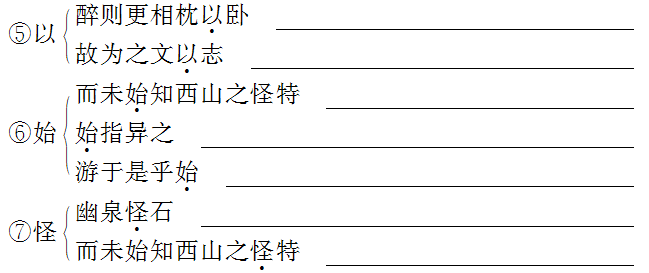 ⑤以
醉则更相枕以卧
故为之文以志
⑥始
而未始知西山之怪特
始指异之
游于是乎始
⑦怪
幽泉怪石
而未始知西山之怪特